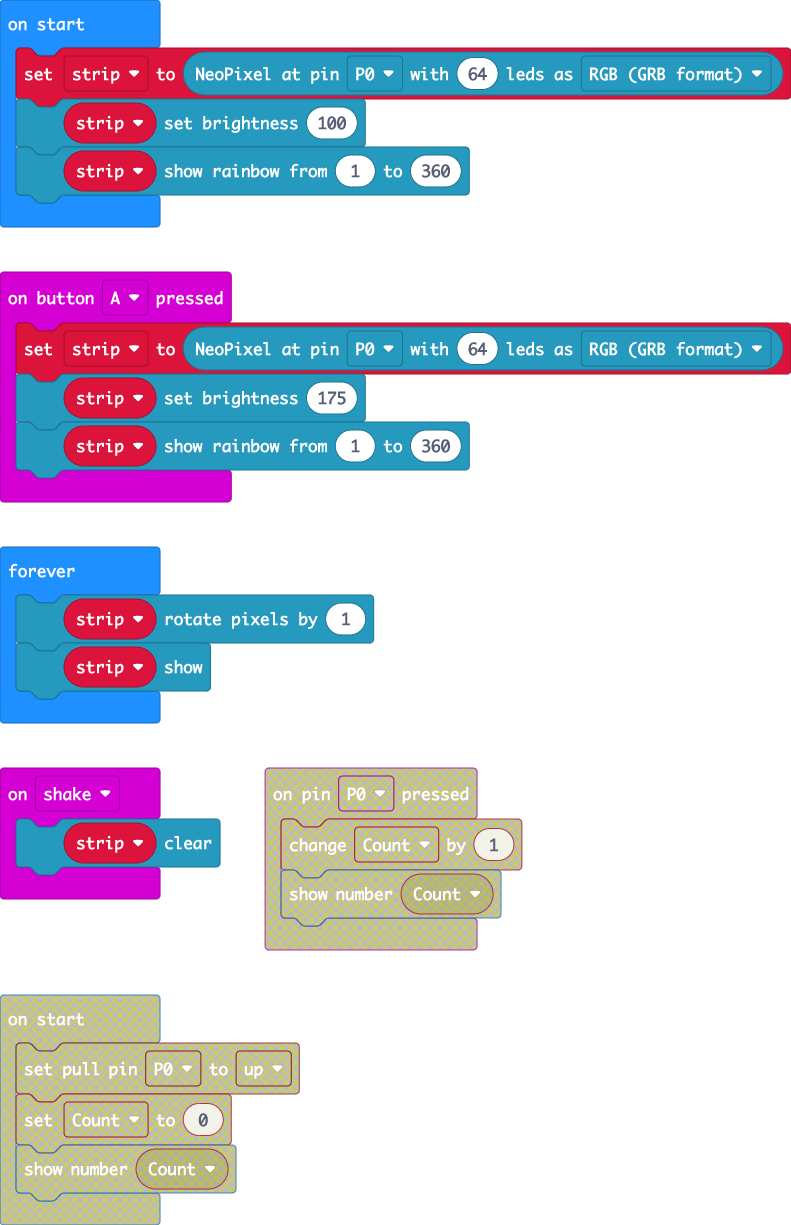 on start
set strip to NeoPixel at pin P0 with 64 leds as RGB (GRB format)
strip set brightness 100
strip show rainbow from 1 to 360
on button A pressed
set strip to NeoPixel at pin P0 with 64 leds as RGB (GRB format)
strip set brightness 175
strip show rainbow from 1 to 360
forever
strip rotate pixels by 1
strip show
on shake
strip clear
on pin P0 pressed
change Count by 1
show number Count
on start
set pull pin P0 to up
set Count to 0
show number Count